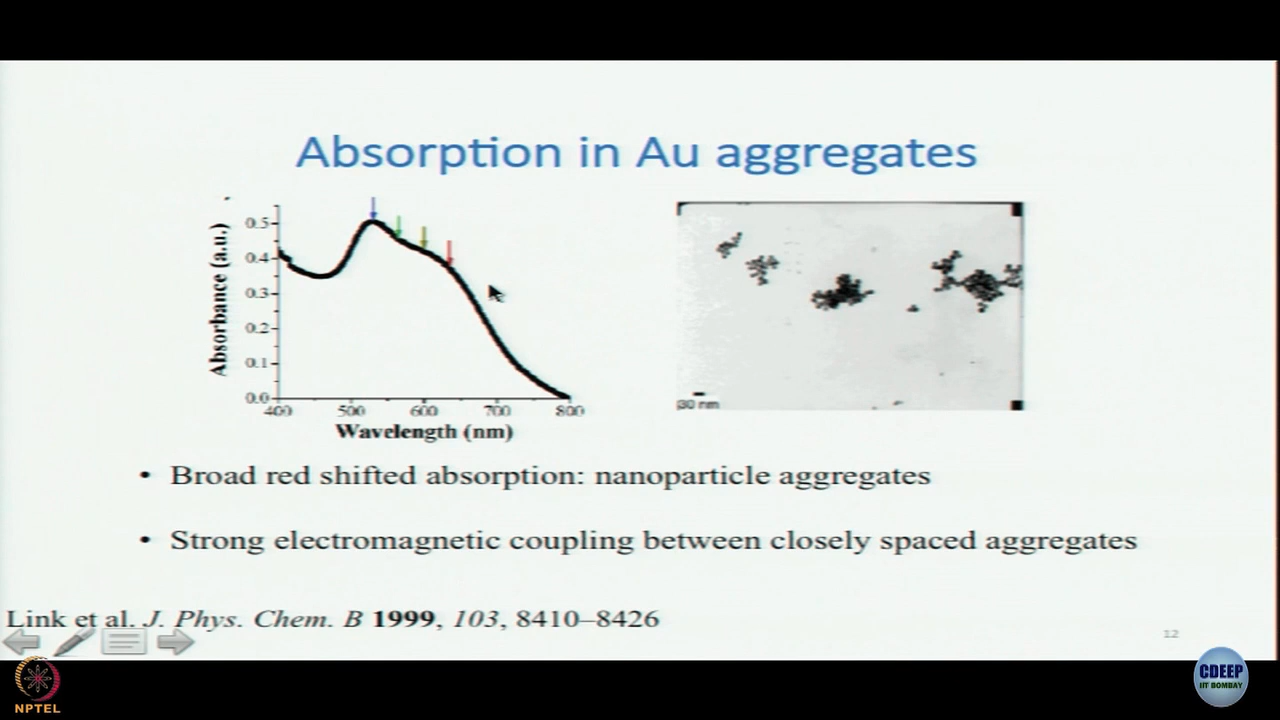 Absorption in Au aggregates
Absorbance (a.u.)
0.5
0.4
0.3
0.2
0.1
0.0
400 500 600 700 800
Wavelength (nm)
30 nm
• Broad red shifted absorption: nanoparticle aggregates
• Strong electromagnetic coupling between closely spaced aggregates
Link et al. J. Phys. Chem. B 1999, 103, 8410–8426
12
NPTEL
CDEEP
IIT BOMBAY